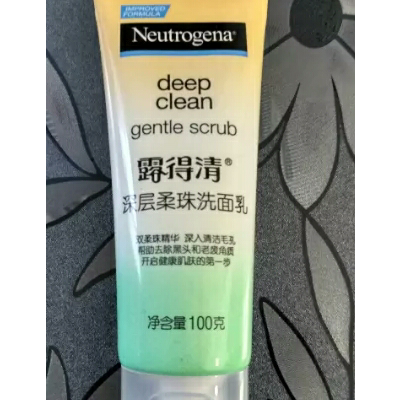 IMPROVED
FORMULA
Neutrogena®
deep
clean
gentle scrub
露得清®
深层柔珠洗面乳
双柔珠精华 深入清洁毛孔
帮助去除黑头和老废角质
开启健康肌肤的第一步
净含量100克